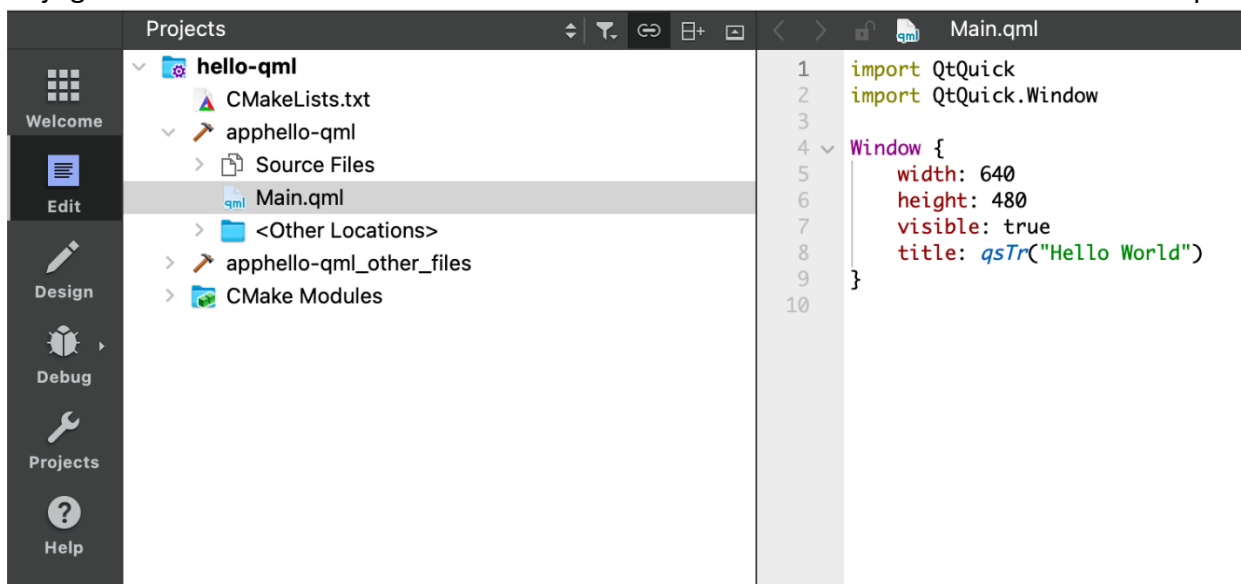 Projects
Main.qml
Welcome
Edit
Design
Debug
Projects
Help
hello-qml
CMakeLists.txt
apphello-qml
Source Files
qml Main.qml
<Other Locations>
apphello-qml_other_files
CMake Modules
1 import QtQuick
2 import QtQuick.Window
3
4 Window {
5 width: 640
6 height: 480
7 visible: true
8 title: qsTr("Hello World")
9 }
10